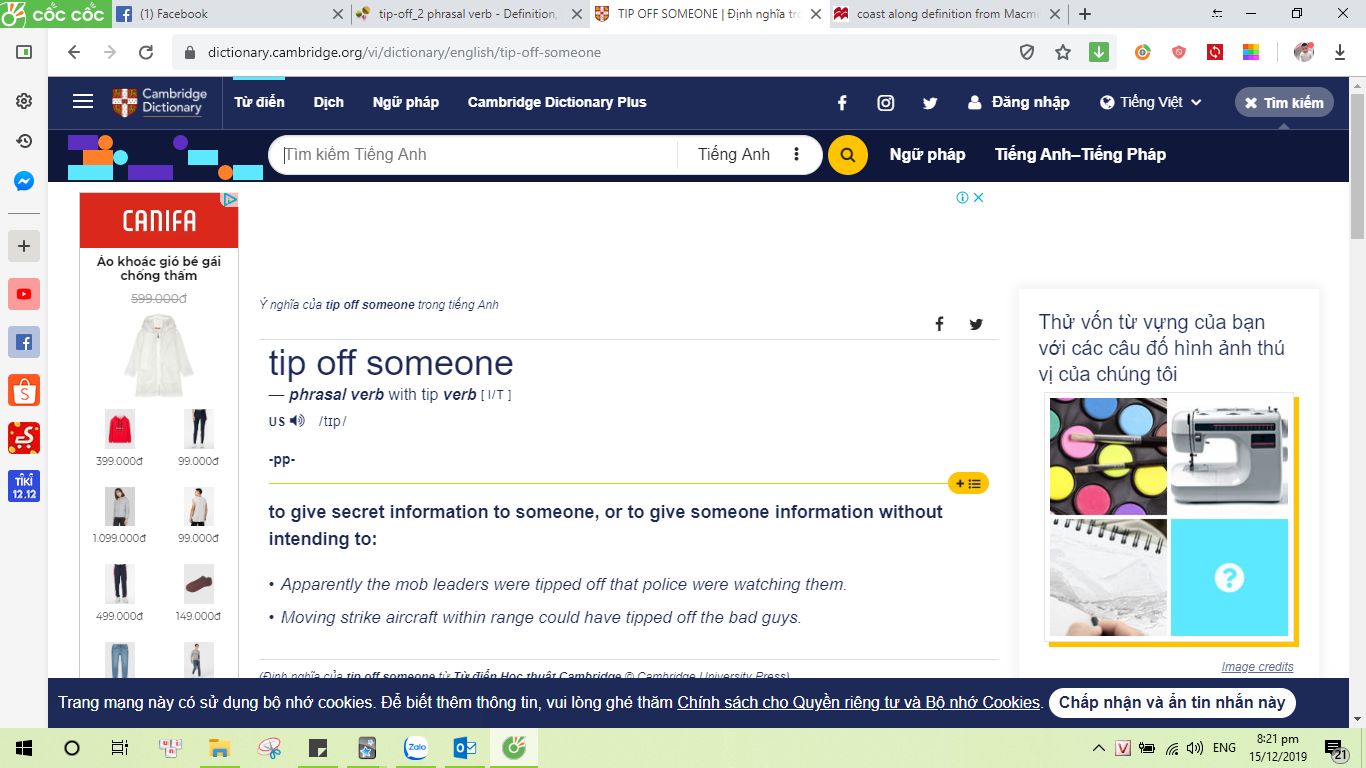 cốc cốc
(1) Facebook
tip-off_2 phrasal verb - Definition,
TIP OFF SOMEONE | Định nghĩa tro
coast along definition from Macmi
dictionary.cambridge.org/vi/dictionary/english/tip-off-someone
Cambridge
Dictionary
Từ điển
Dịch
Ngữ pháp
Cambridge Dictionary Plus
Đăng nhập
Tiếng Việt
Tìm kiếm
Tìm kiếm Tiếng Anh
Tiếng Anh
Ngữ pháp
Tiếng Anh–Tiếng Pháp
CANIFA
Áo khoác gió bé gái
chống thấm
599.000đ
399.000đ
99.000đ
1.099.000đ
99.000đ
499.000đ
149.000đ
Ý nghĩa của tip off someone trong tiếng Anh
tip off someone
— phrasal verb with tip verb [ I/T ]
US /tɪp/
-pp-
to give secret information to someone, or to give someone information without
intending to:
• Apparently the mob leaders were tipped off that police were watching them.
• Moving strike aircraft within range could have tipped off the bad guys.
(Định nghĩa của tip off someone từ Từ điển Học thuật Cambridge © Cambridge University Press)
Thử vốn từ vựng của bạn
với các câu đố hình ảnh thú
vị của chúng tôi
Image credits
Trang mạng này có sử dụng bộ nhớ cookies. Để biết thêm thông tin, vui lòng ghé thăm Chính sách cho Quyền riêng tư và Bộ nhớ Cookies.
Chấp nhận và ẩn tin nhắn này
TIKI
12.12
Zalo
V
ENG
8:21 pm
15/12/2019
21